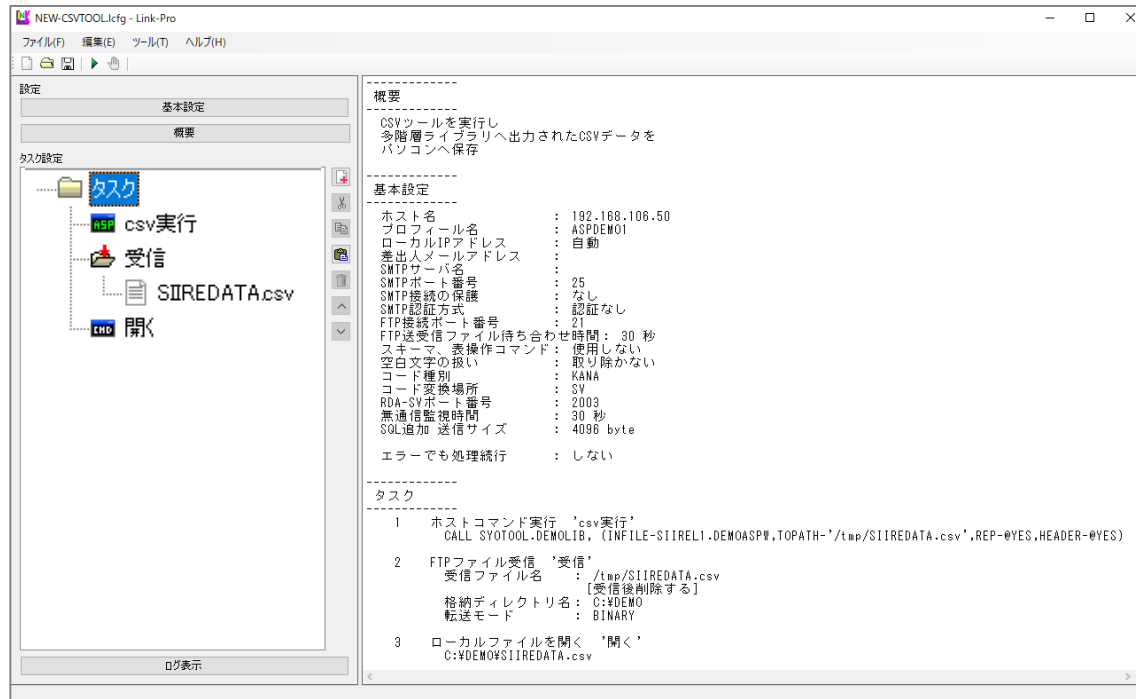 NEW-CSVTOOL.lcfg - Link-Pro
ファイル(F) 編集(E) ツール(T) ヘルプ(H)
設定
基本設定
概要
タスク設定
タスク
ASP csv実行
受信
SIIREDATA.csv
CMD 開く
ログ表示
-------------
概要
-------------
CSVツールを実行し
多階層ライブラリへ出力されたCSVデータを
パソコンへ保存
-------------
基本設定
-------------
ホスト名 : 192.168.106.50
プロフィール名 : ASPDEMO1
ローカルIPアドレス : 自動
差出人メールアドレス :
SMTPサーバ名 :
SMTPポート番号 : 25
SMTP接続の保護 : なし
SMTP認証方式 : 認証なし
FTP接続ポート番号 : 21
FTP送受信ファイル待ち合わせ時間: 30 秒
スキーマ、表操作コマンド: 使用しない
空白文字の扱い : 取り除かない
コード種別 : KANA
コード変換場所 : SV
RDA-SVポート番号 : 2003
無通信監視時間 : 30 秒
SQL追加 送信サイズ : 4096 byte
エラーでも処理続行 : しない
-------------
タスク
-------------
1 ホストコマンド実行 'csv実行'
CALL SYOTOOL.DEMOLIB, (INFILE-SIIREL1.DEMOASPW,TOPATH-'/tmp/SIIREDATA.csv',REP-@YES,HEADER-@YES)
2 FTPファイル受信 '受信'
受信ファイル名 : /tmp/SIIREDATA.csv
[受信後削除する]
格納ディレクトリ名: C:¥DEMO
転送モード : BINARY
3 ローカルファイルを開く '開く'
C:¥DEMO¥SIIREDATA.csv